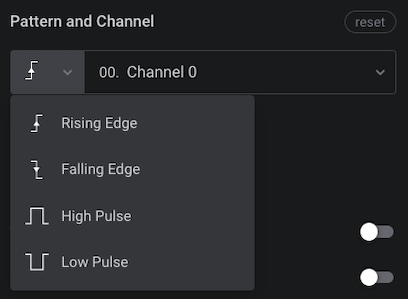 Pattern and Channel
reset
00. Channel 0
Rising Edge
Falling Edge
High Pulse
Low Pulse